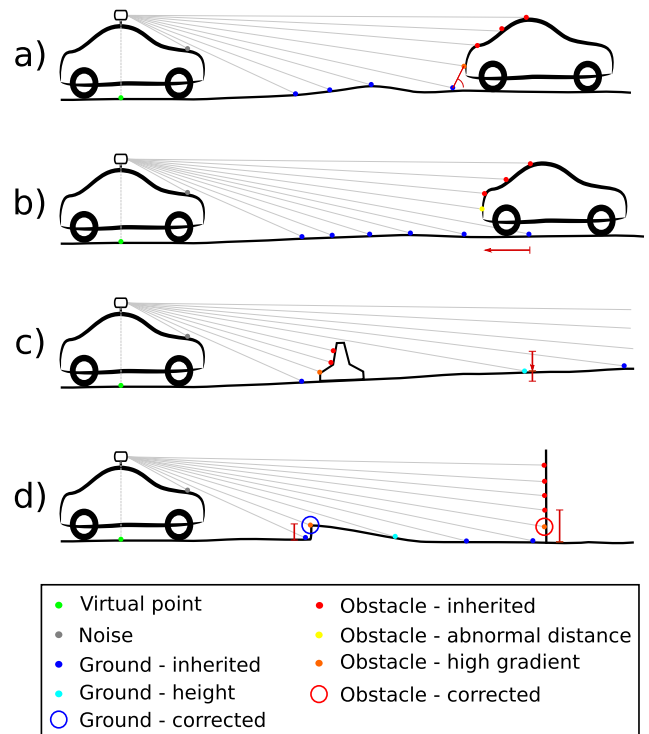 a)
b)
c)
d)
Virtual point
Noise
Ground - inherited
Ground - height
Ground - corrected
Obstacle - inherited
Obstacle - abnormal distance
Obstacle - high gradient
Obstacle - corrected